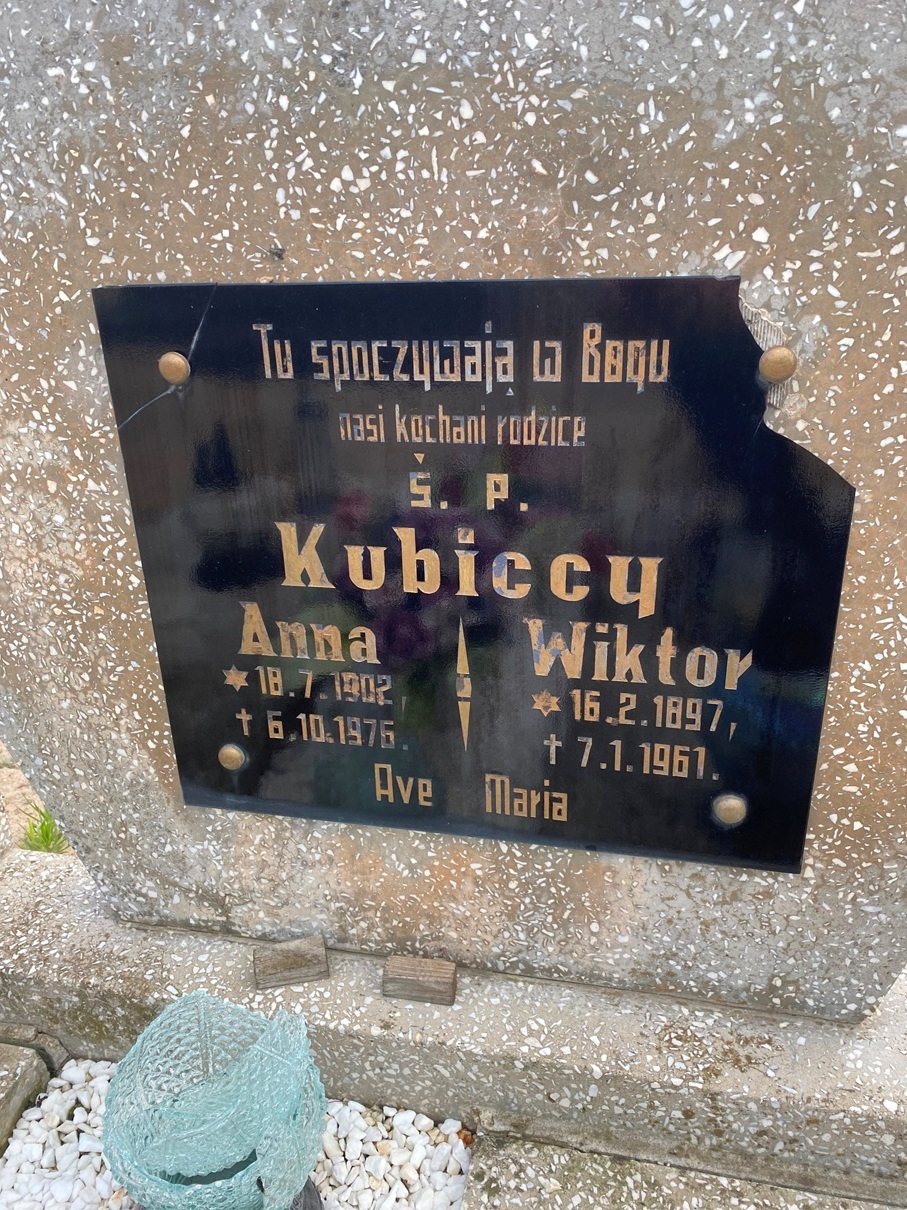 Tu spoczywają w Bogu
nasi kochani rodzice
Ś. P.
Kubiccy
Anna Wiktor
* 18.7.1902, * 16.2.1897,
† 6.10.1976. † 7.1.1961.
Ave Maria